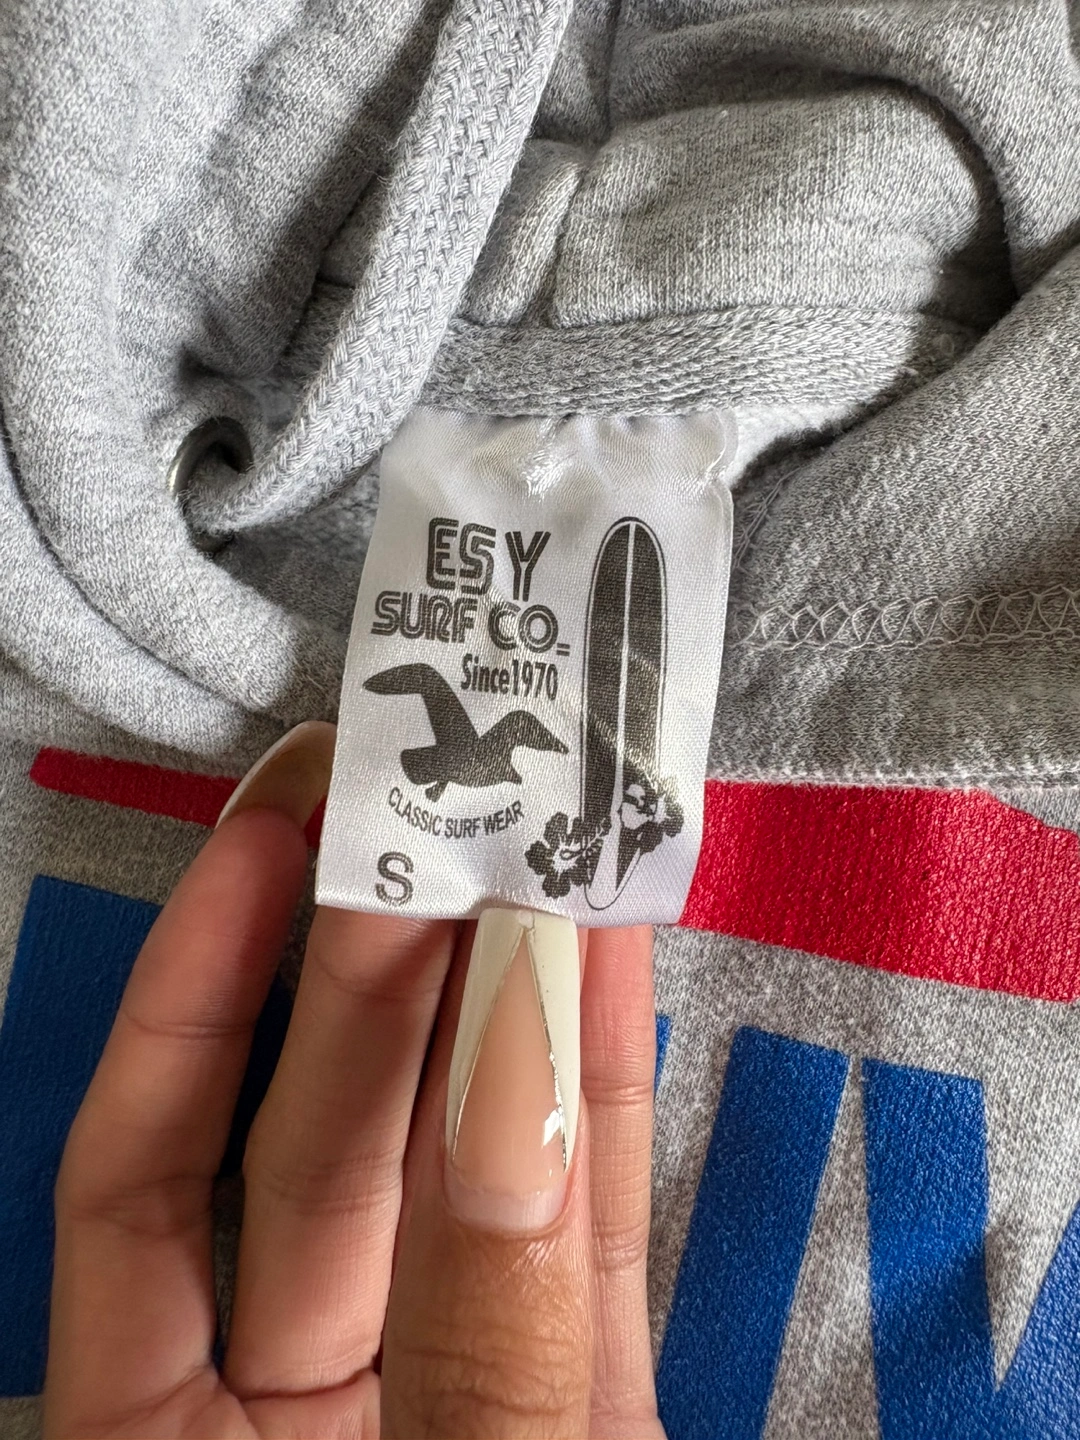 ESY
SURF CO.
Since1970
CLASSIC SURF WEAR
S